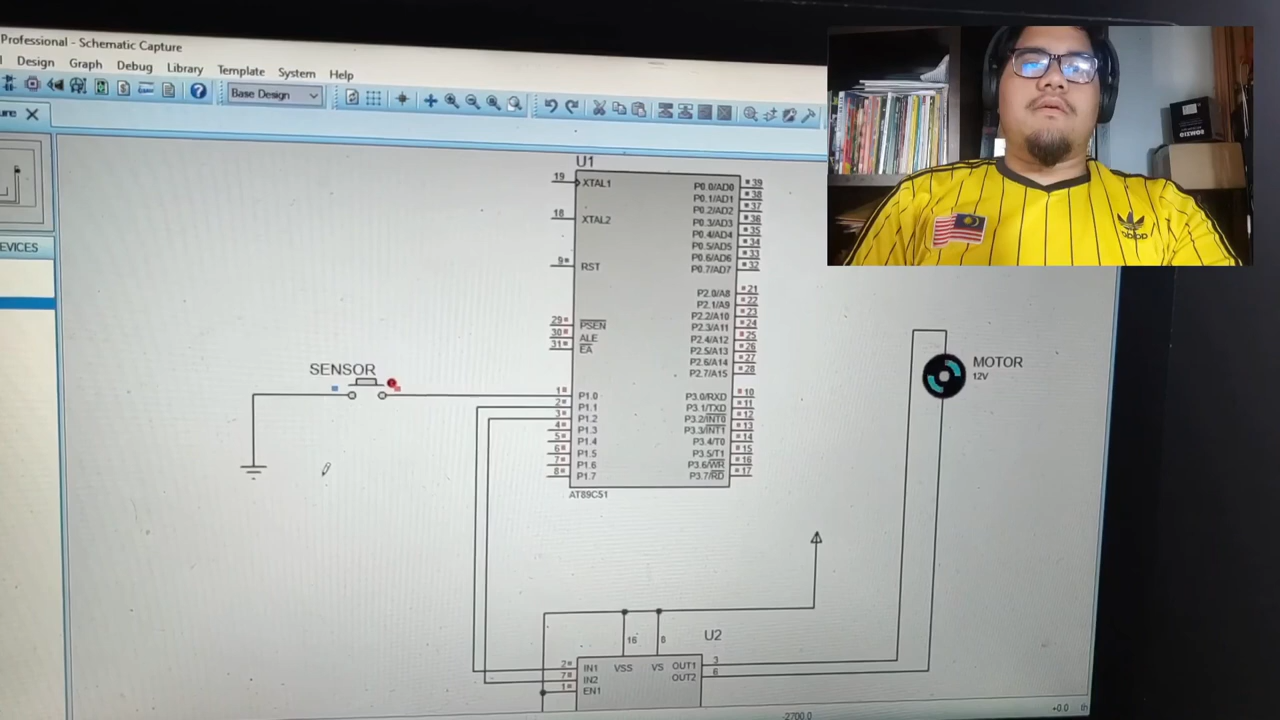 Professional - Schematic Capture
Design Graph Debug Library Template System Help
Base Design
EVICES
U1
19 XTAL1
18 XTAL2
9 RST
29 PSEN
30 ALE
31 EA
1 P1.0
2 P1.1
3 P1.2
4 P1.3
5 P1.4
6 P1.5
7 P1.6
8 P1.7
P0.0/AD0 39
P0.1/AD1 38
P0.2/AD2 37
P0.3/AD3 36
P0.4/AD4 35
P0.5/AD5 34
P0.6/AD6 33
P0.7/AD7 32
P2.0/A8 21
P2.1/A9 22
P2.2/A10 23
P2.3/A11 24
P2.4/A12 25
P2.5/A13 26
P2.6/A14 27
P2.7/A15 28
P3.0/RXD 10
P3.1/TXD 11
P3.2/INT0 12
P3.3/INT1 13
P3.4/T0 14
P3.5/T1 15
P3.6/WR 16
P3.7/RD 17
AT89C51
SENSOR
MOTOR
12V
U2
16 8
2 IN1 VSS VS OUT1 3
7 IN2 OUT2 6
1 EN1
-2700.0 +0.0 th
GIZMOS